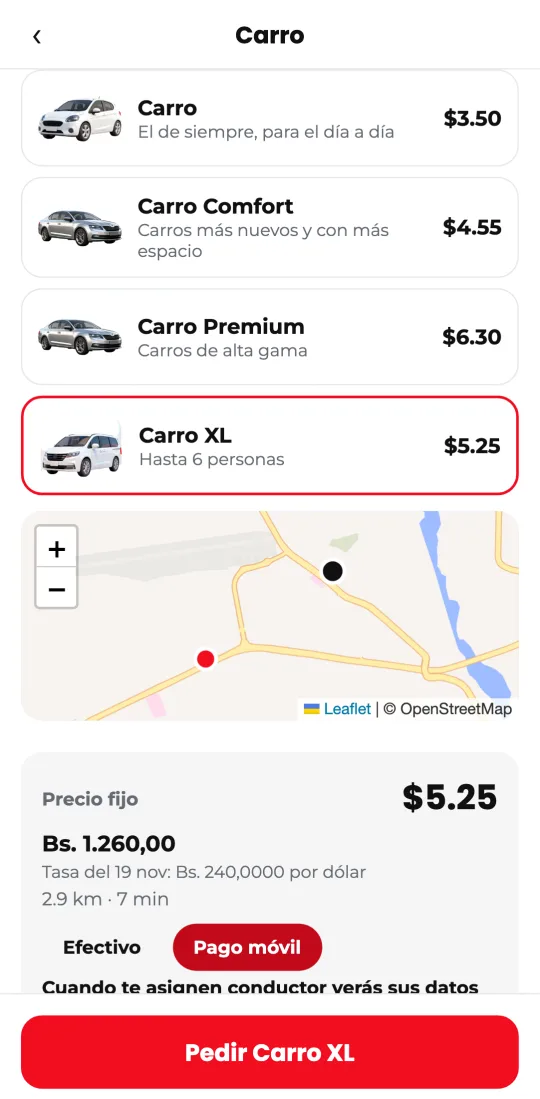 ‹ Carro
Carro
El de siempre, para el día a día
$3.50
Carro Comfort
Carros más nuevos y con más
espacio
$4.55
Carro Premium
Carros de alta gama
$6.30
Carro XL
Hasta 6 personas
$5.25
+
−
Leaflet | © OpenStreetMap
Precio fijo
$5.25
Bs. 1.260,00
Tasa del 19 nov: Bs. 240,0000 por dólar
2.9 km · 7 min
Efectivo
Pago móvil
Cuando te asignen conductor verás sus datos
Pedir Carro XL